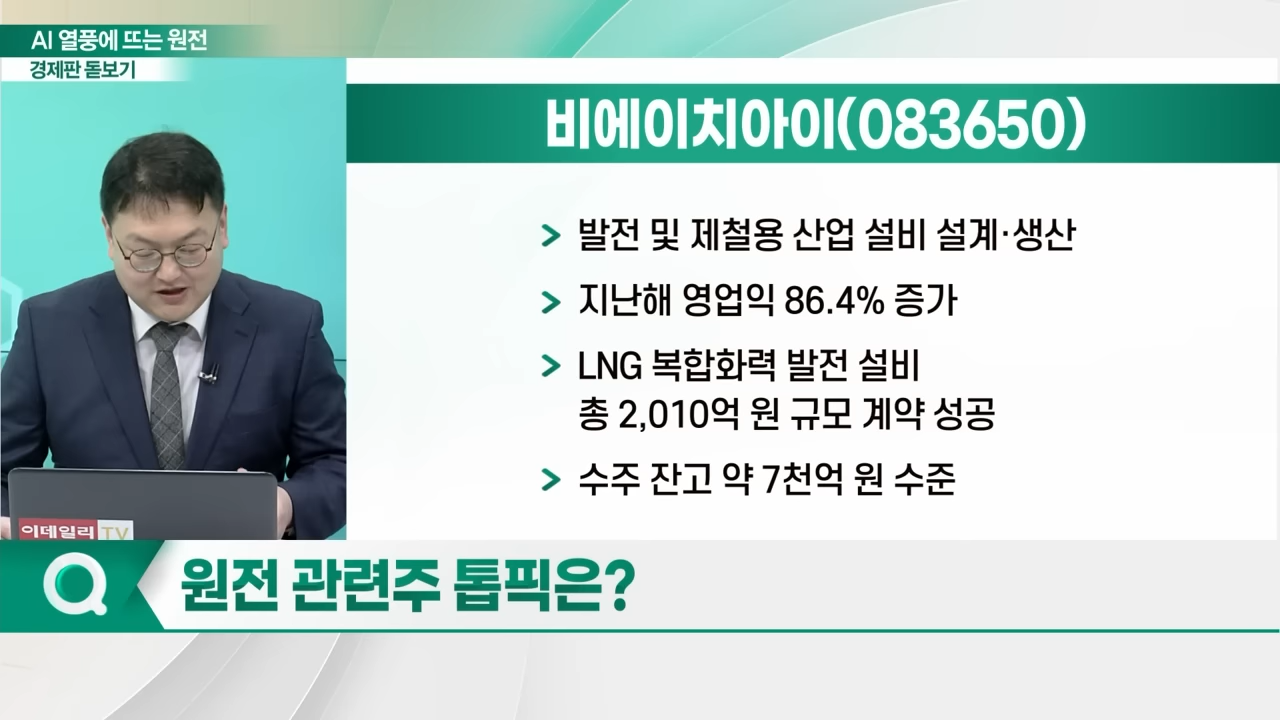 AI 열풍에 뜨는 원전
경제판 돋보기
비에이치아이(083650)
발전 및 제철용 산업 설비 설계·생산
지난해 영업익 86.4% 증가
LNG 복합화력 발전 설비
총 2,010억 원 규모 계약 성공
수주 잔고 약 7천억 원 수준
이데일리 TV
원전 관련주 톱픽은?